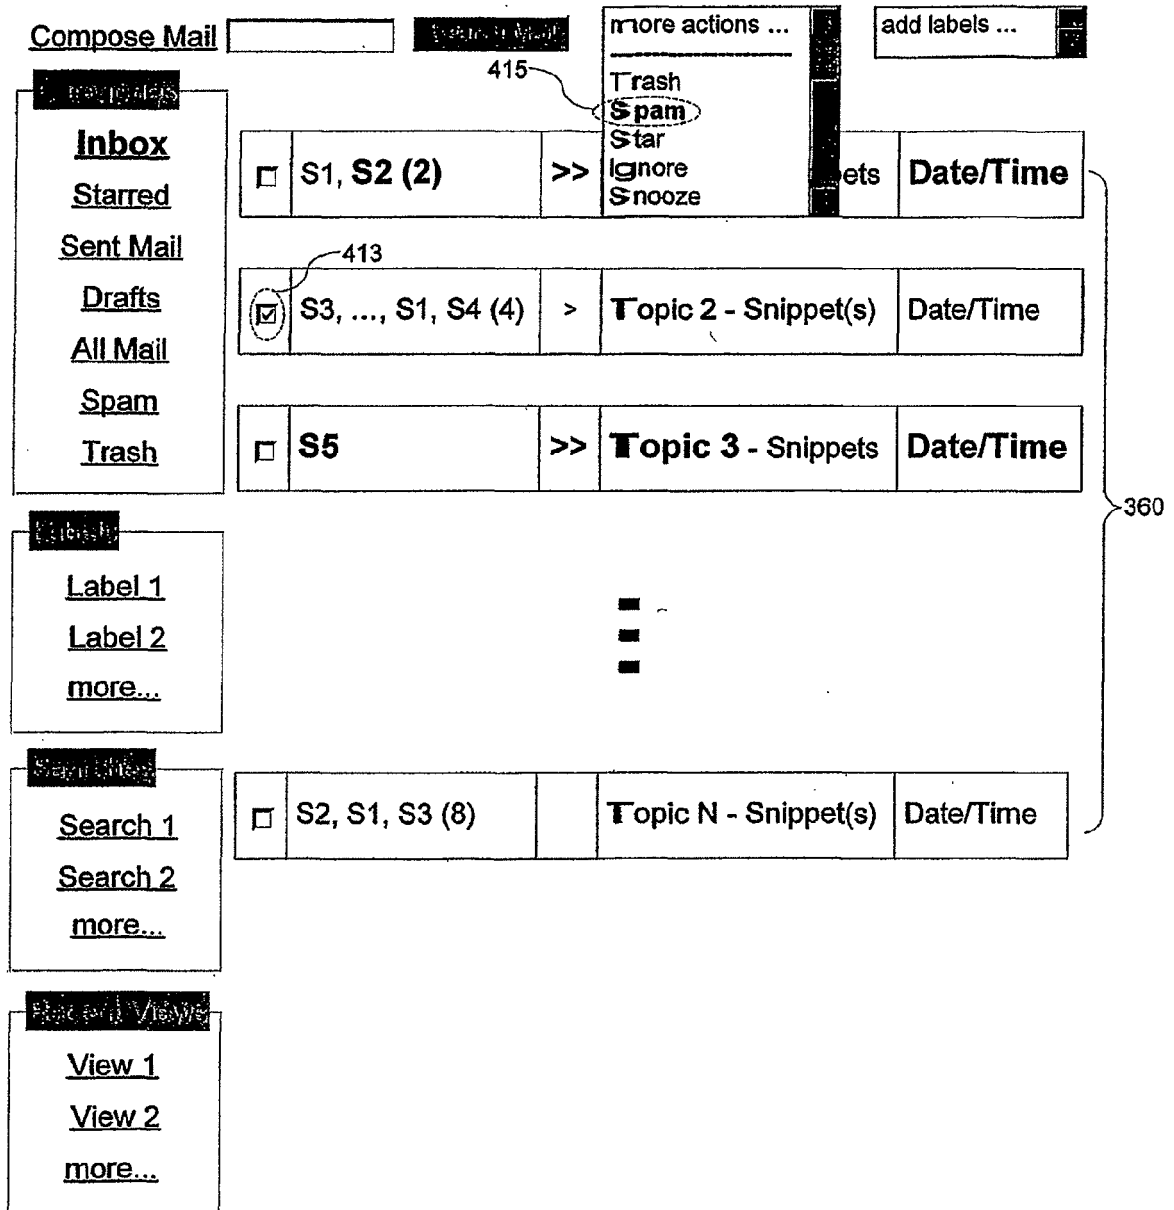 Compose Mail
more actions ...
add labels ...
415
Trash
Spam
Star
Ignore
Snooze
Inbox
Starred
Sent Mail
Drafts
All Mail
Spam
Trash
S1, S2 (2) >> ets Date/Time
413
S3, ..., S1, S4 (4) > Topic 2 - Snippet(s) Date/Time
S5 >> Topic 3 - Snippets Date/Time
360
Label 1
Label 2
more...
Search 1
Search 2
more...
S2, S1, S3 (8) Topic N - Snippet(s) Date/Time
Recent Views
View 1
View 2
more...